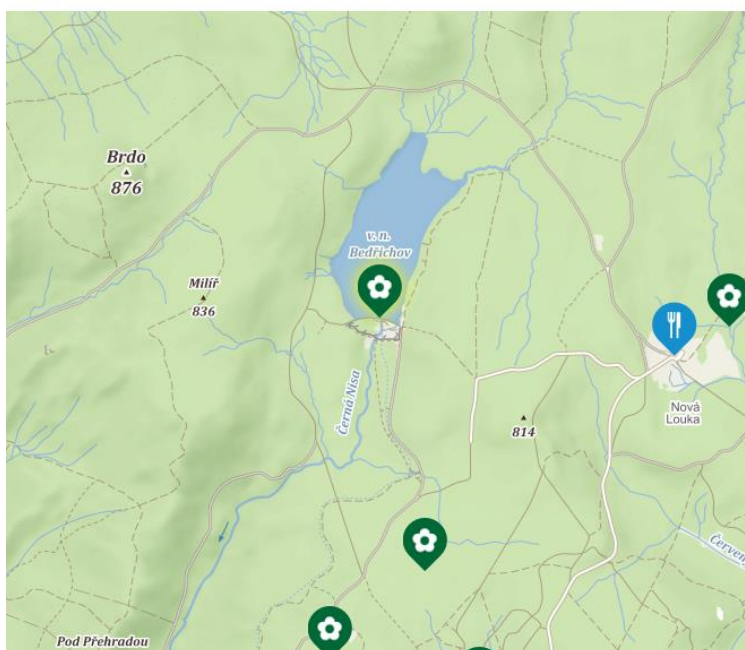 Brdo
876
v. n.
Bedřichov
Milíř
836
Černá Nisa
Nová
Louka
814
Červen
Pod Přehradou